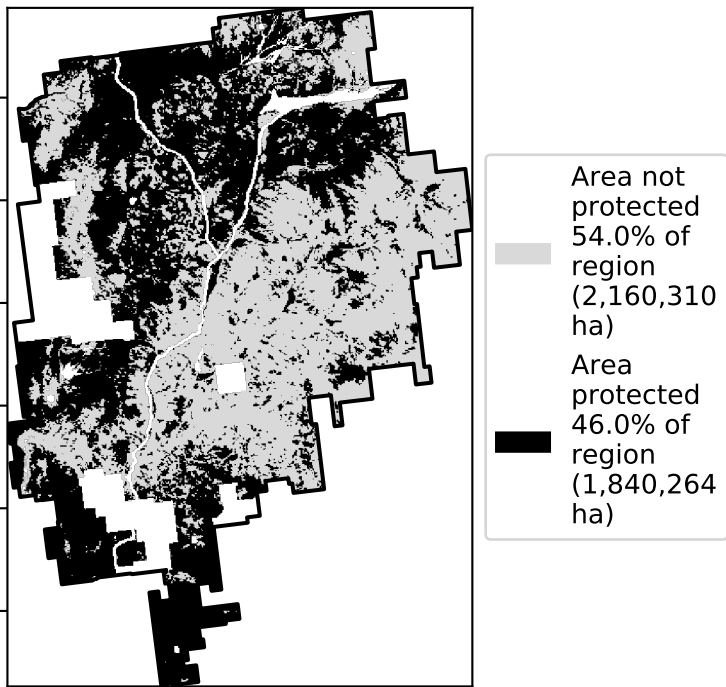 Area not
protected
54.0% of
region
(2,160,310
ha)
Area
protected
46.0% of
region
(1,840,264
ha)